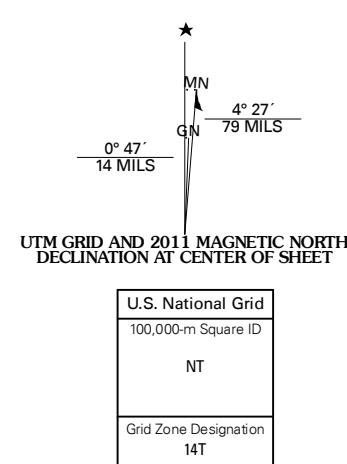 MN
4° 27´
79 MILS
GN
0° 47´
14 MILS
UTM GRID AND 2011 MAGNETIC NORTH
DECLINATION AT CENTER OF SHEET
U.S. National Grid
100,000-m Square ID
NT
Grid Zone Designation
14T